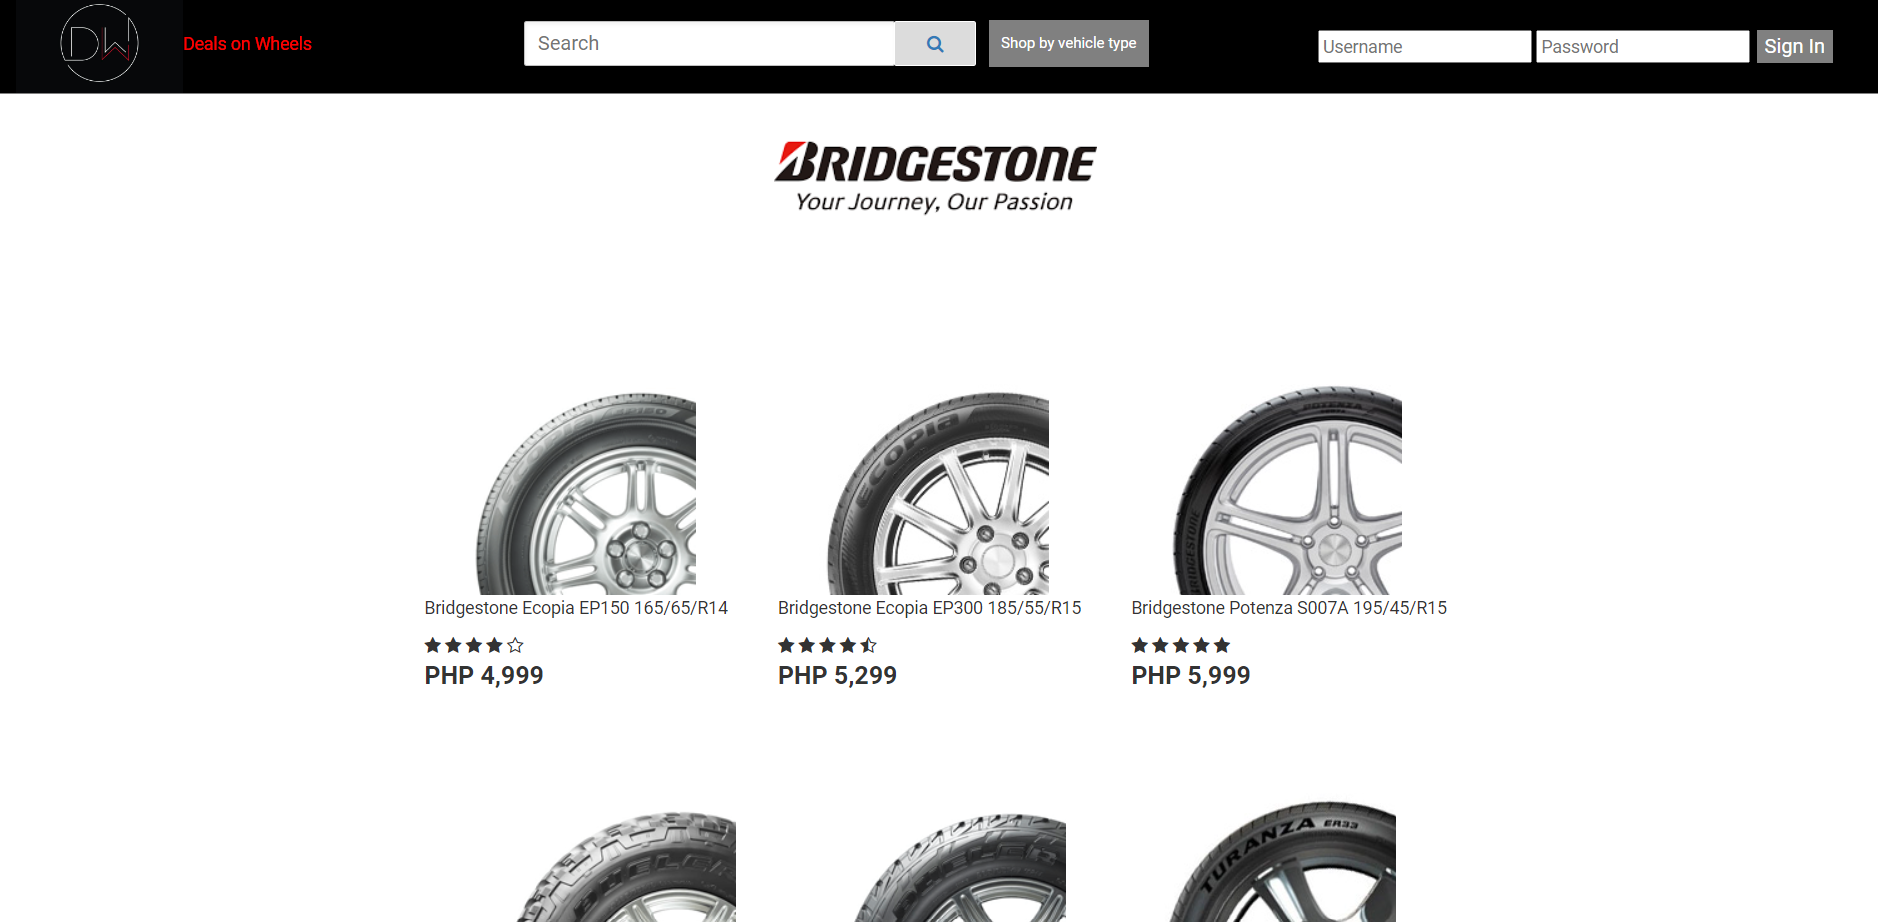 DW
Deals on Wheels
Search
Shop by vehicle type
Username
Password
Sign In
BRIDGESTONE
Your Journey, Our Passion
ECOPIA EP150
ECOPIA
POTENZA
BRIDGESTONE
Bridgestone Ecopia EP150 165/65/R14
Bridgestone Ecopia EP300 185/55/R15
Bridgestone Potenza S007A 195/45/R15
PHP 4,999
PHP 5,299
PHP 5,999
TURANZA ER33